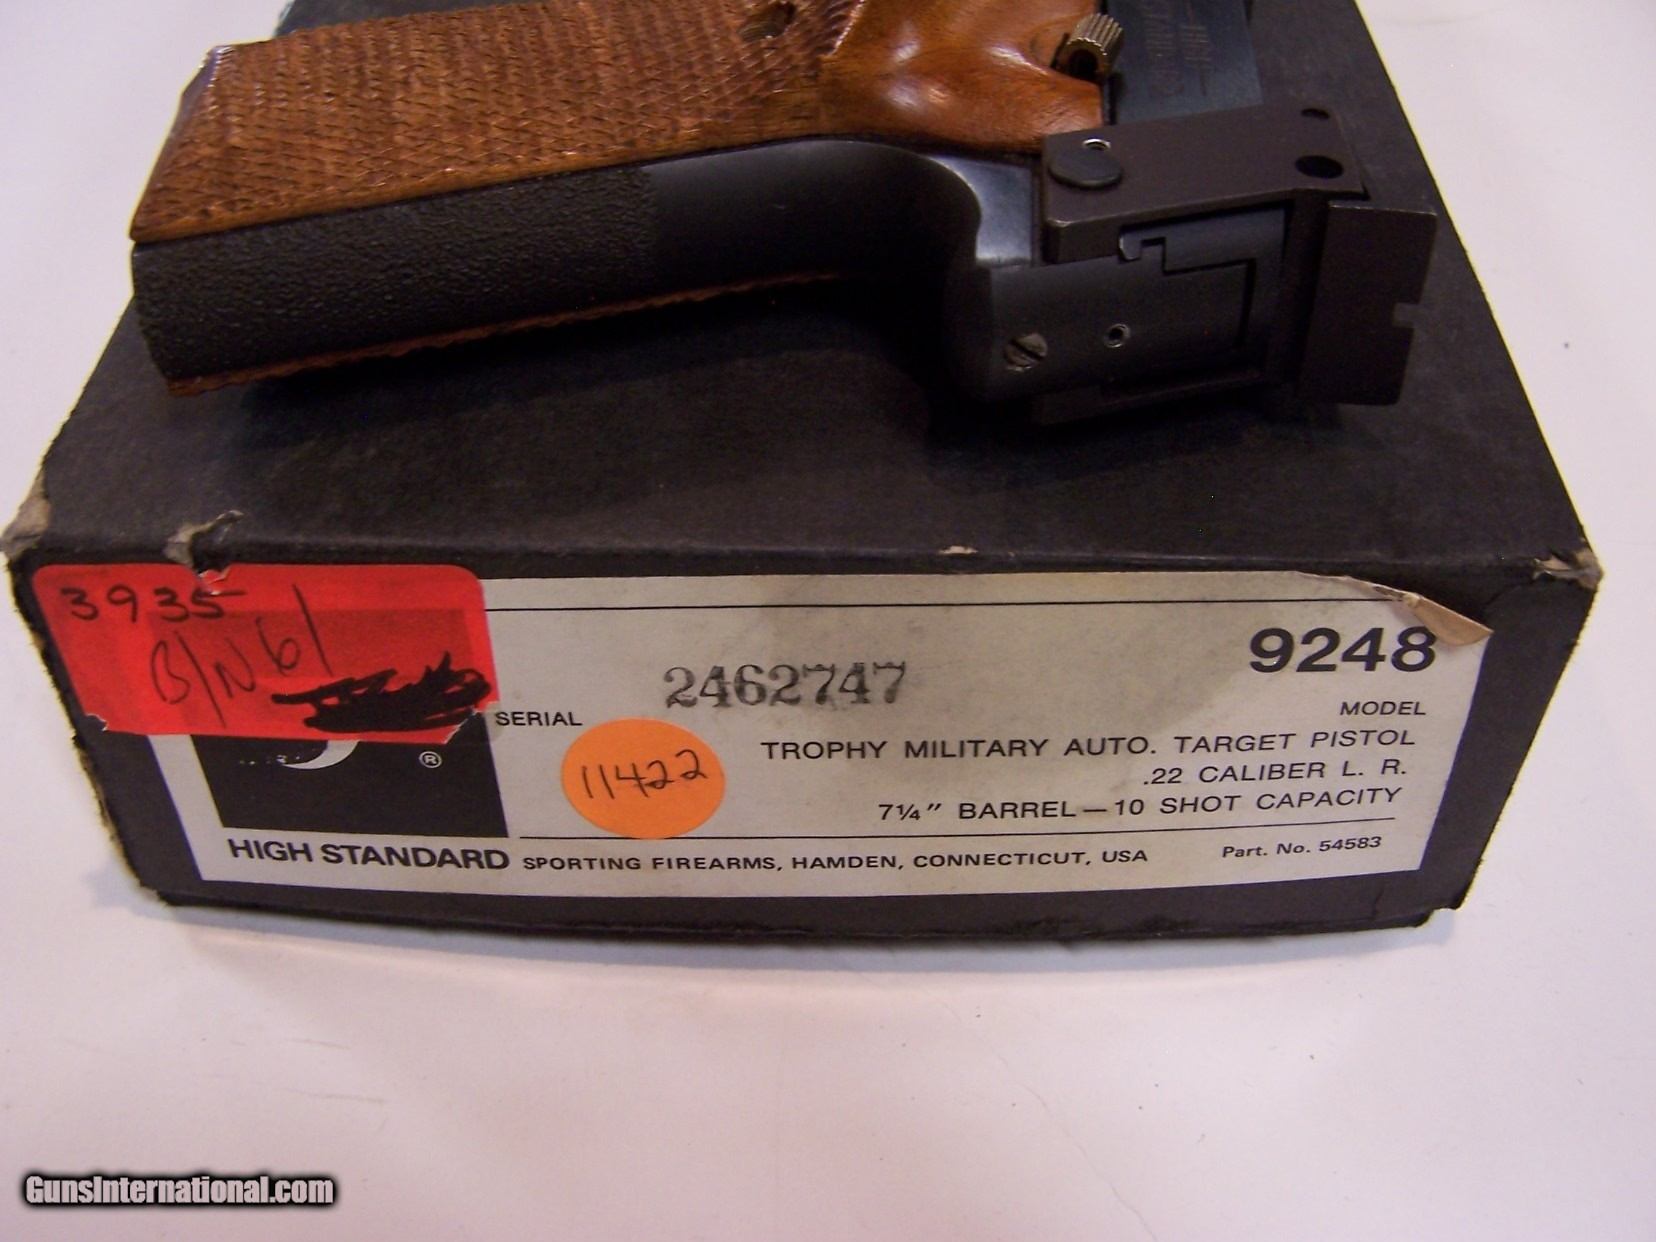 3935
B/N61
2462747
9248
SERIAL
MODEL
11422
TROPHY MILITARY AUTO. TARGET PISTOL
.22 CALIBER L. R.
7¼" BARREL—10 SHOT CAPACITY
®
HIGH STANDARD SPORTING FIREARMS, HAMDEN, CONNECTICUT, USA
Part. No. 54583
GunsInternational.com